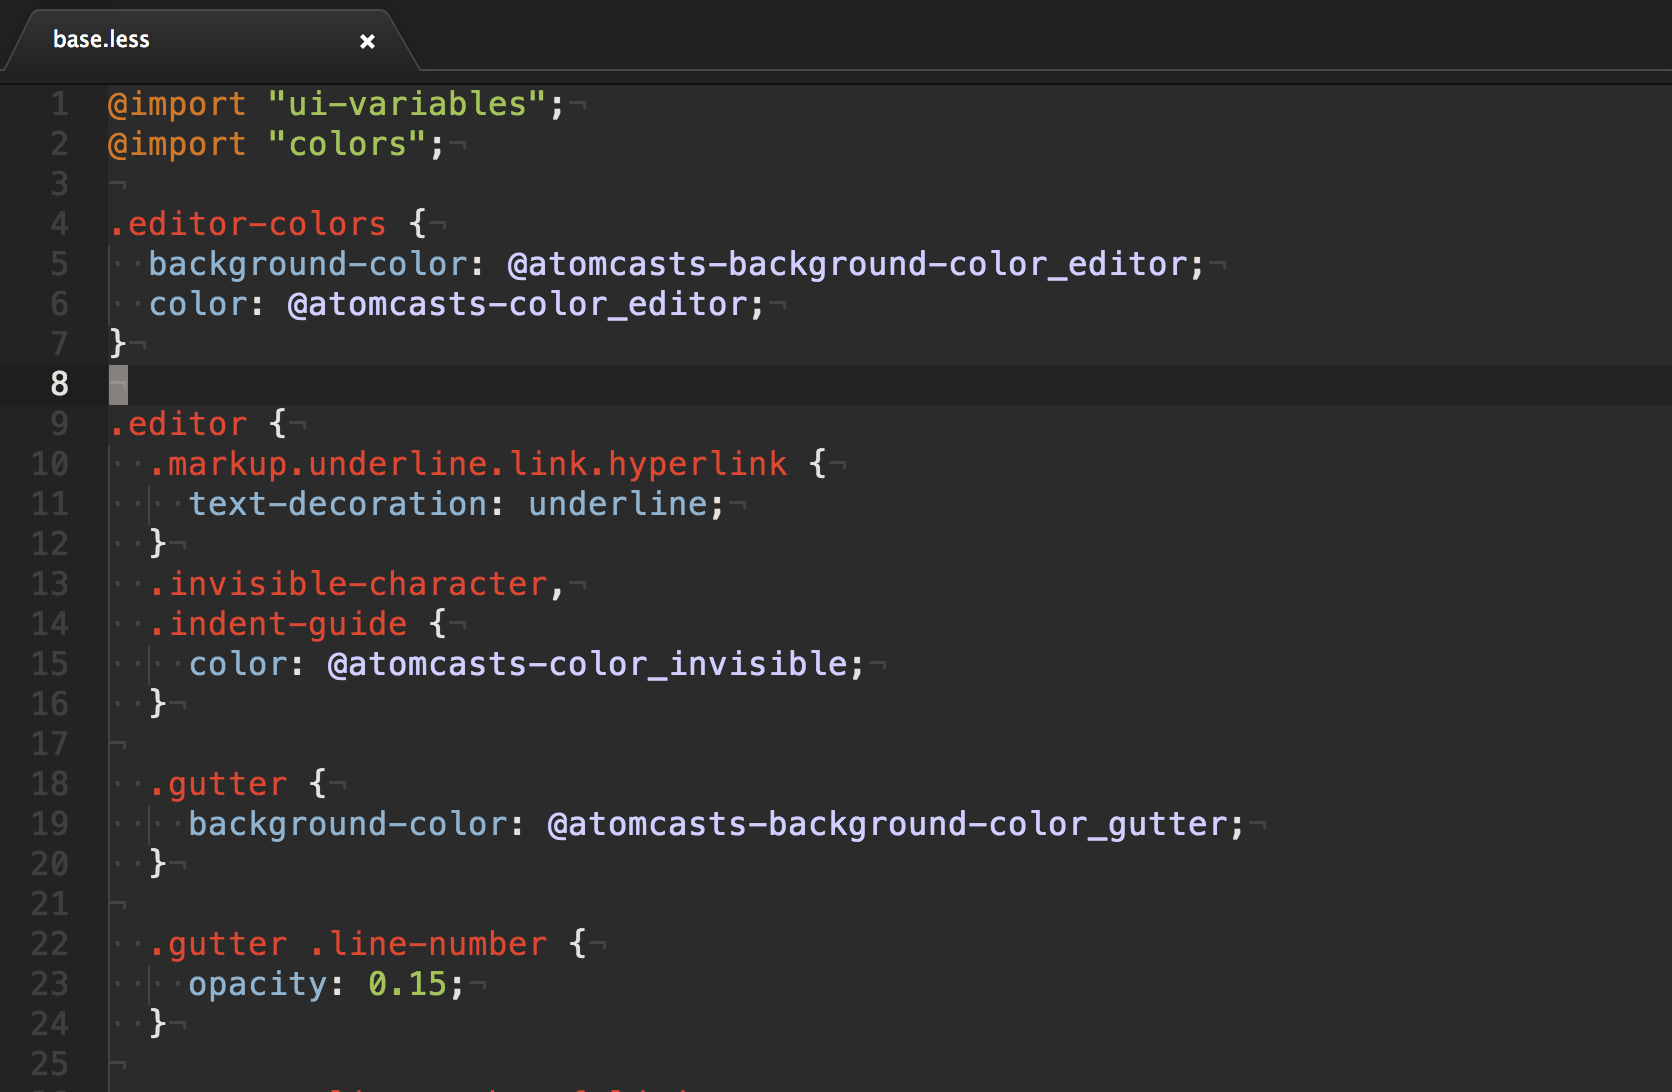 base.less ×
1 @import "ui-variables";¬
2 @import "colors";¬
3 ¬
4 .editor-colors {¬
5 ··background-color: @atomcasts-background-color_editor;¬
6 ··color: @atomcasts-color_editor;¬
7 }¬
8 ¬
9 .editor {¬
10 ··.markup.underline.link.hyperlink {¬
11 ····text-decoration: underline;¬
12 ··}¬
13 ··.invisible-character,¬
14 ··.indent-guide {¬
15 ····color: @atomcasts-color_invisible;¬
16 ··}¬
17 ¬
18 ··.gutter {¬
19 ····background-color: @atomcasts-background-color_gutter;¬
20 ··}¬
21 ¬
22 ··.gutter .line-number {¬
23 ····opacity: 0.15;¬
24 ··}¬
25 ¬